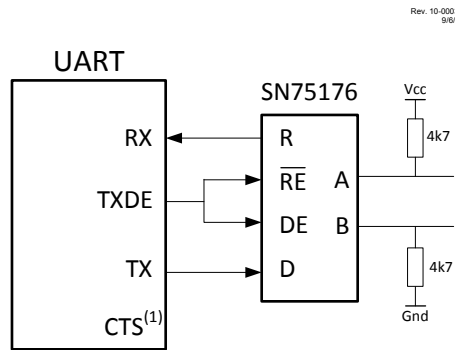 Rev. 10-000
9/6/
UART
SN75176
Vcc
RX
R
4k7
TXDE
RE
A
DE
B
TX
D
4k7
CTS(1)
Gnd